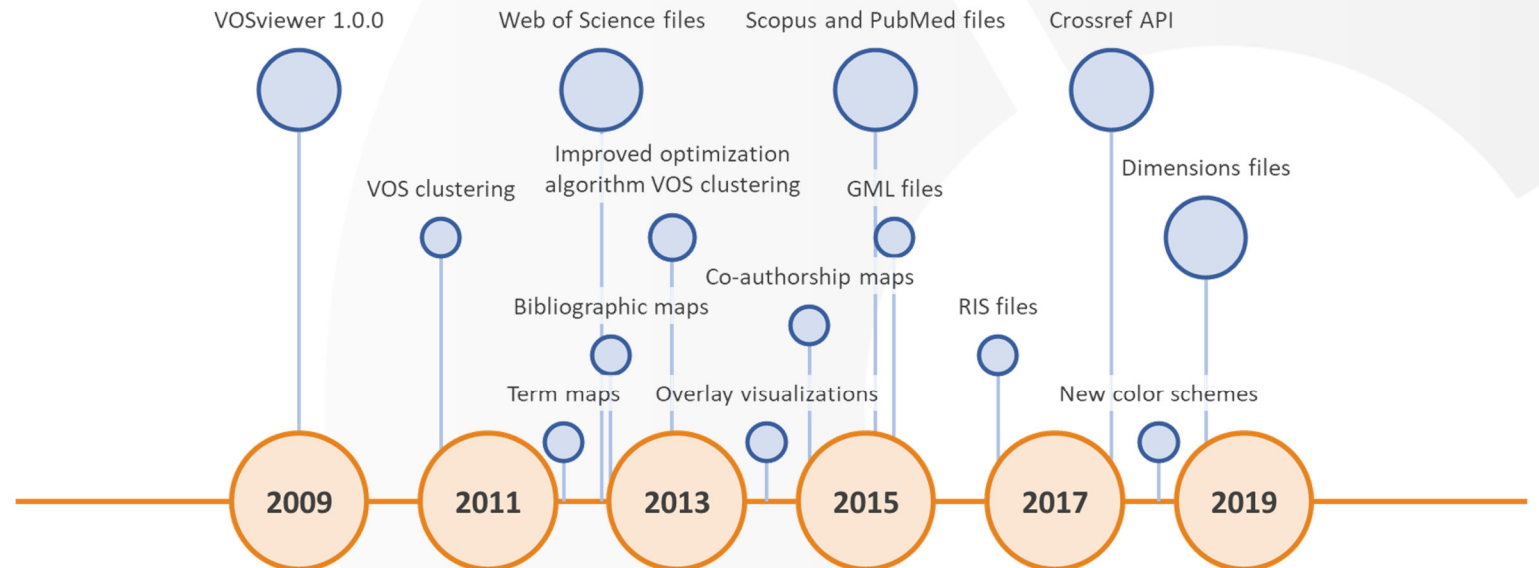 VOSviewer 1.0.0
Web of Science files
Scopus and PubMed files
Crossref API
Improved optimization
algorithm VOS clustering
Dimensions files
VOS clustering
GML files
Co-authorship maps
Bibliographic maps
RIS files
Term maps
Overlay visualizations
New color schemes
2009
2011
2013
2015
2017
2019